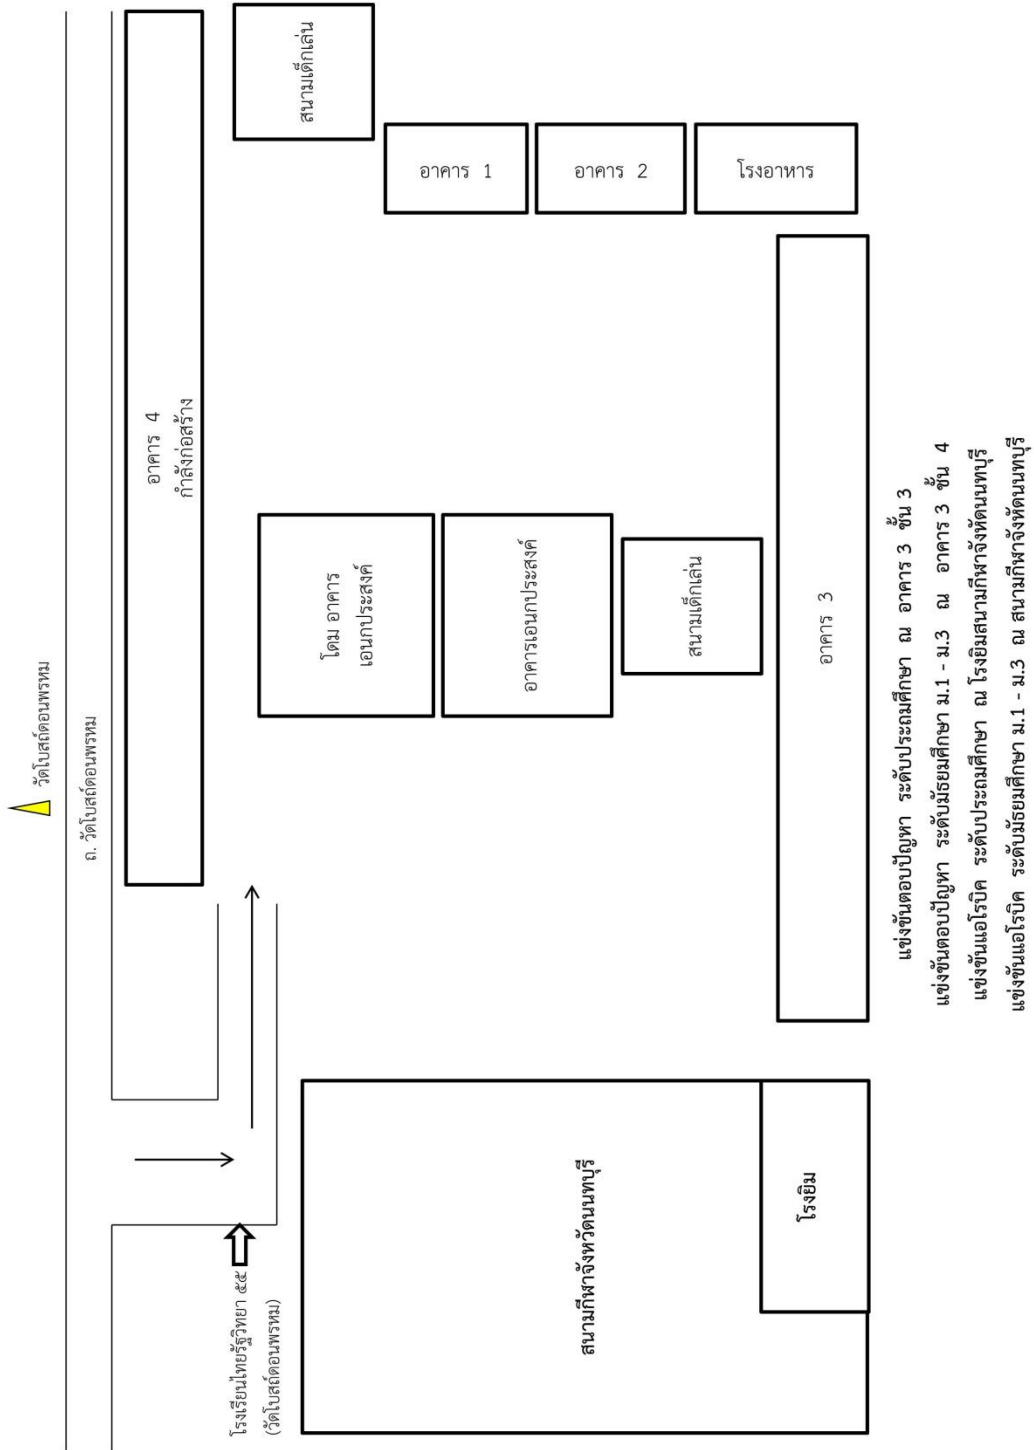 วัดโบสถ์ดอนพรหม
ถ. วัดโบสถ์ดอนพรหม
อาคาร 4
กำลังก่อสร้าง
สนามเด็กเล่น
โรงเรียนไทยรัฐวิทยา ๕๕
(วัดโบสถ์ดอนพรหม)
โดม อาคาร
เอนกประสงค์
อาคาร 1
อาคารเอนกประสงค์
อาคาร 2
สนามกีฬาจังหวัดนนทบุรี
สนามเด็กเล่น
โรงอาหาร
โรงยิม
อาคาร 3
แข่งขันตอบปัญหา ระดับประถมศึกษา ณ อาคาร 3 ชั้น 3
แข่งขันตอบปัญหา ระดับมัธยมศึกษา ม.1 - ม.3 ณ อาคาร 3 ชั้น 4
แข่งขันแอโรบิค ระดับประถมศึกษา ณ โรงยิมสนามกีฬาจังหัดนนทบุรี
แข่งขันแอโรบิค ระดับมัธยมศึกษา ม.1 - ม.3 ณ สนามกีฬาจังหัดนนทบุรี